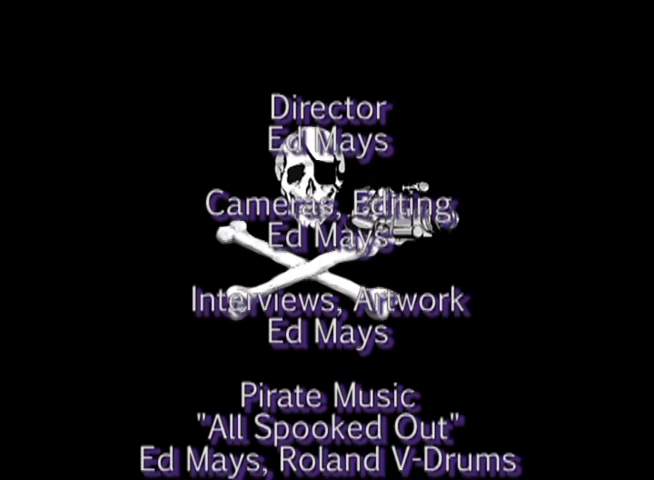 Director
Ed Mays
Cameras, Editing
Ed Mays
Interviews, Artwork
Ed Mays
Pirate Music
"All Spooked Out"
Ed Mays, Roland V-Drums